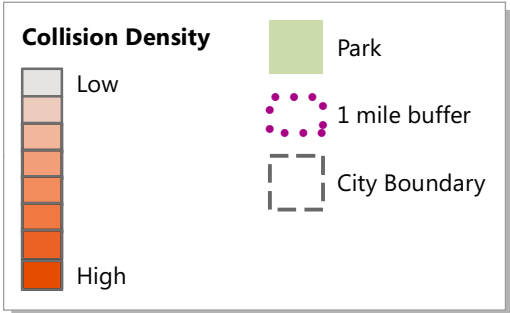 Collision Density
Low
High
Park
1 mile buffer
City Boundary